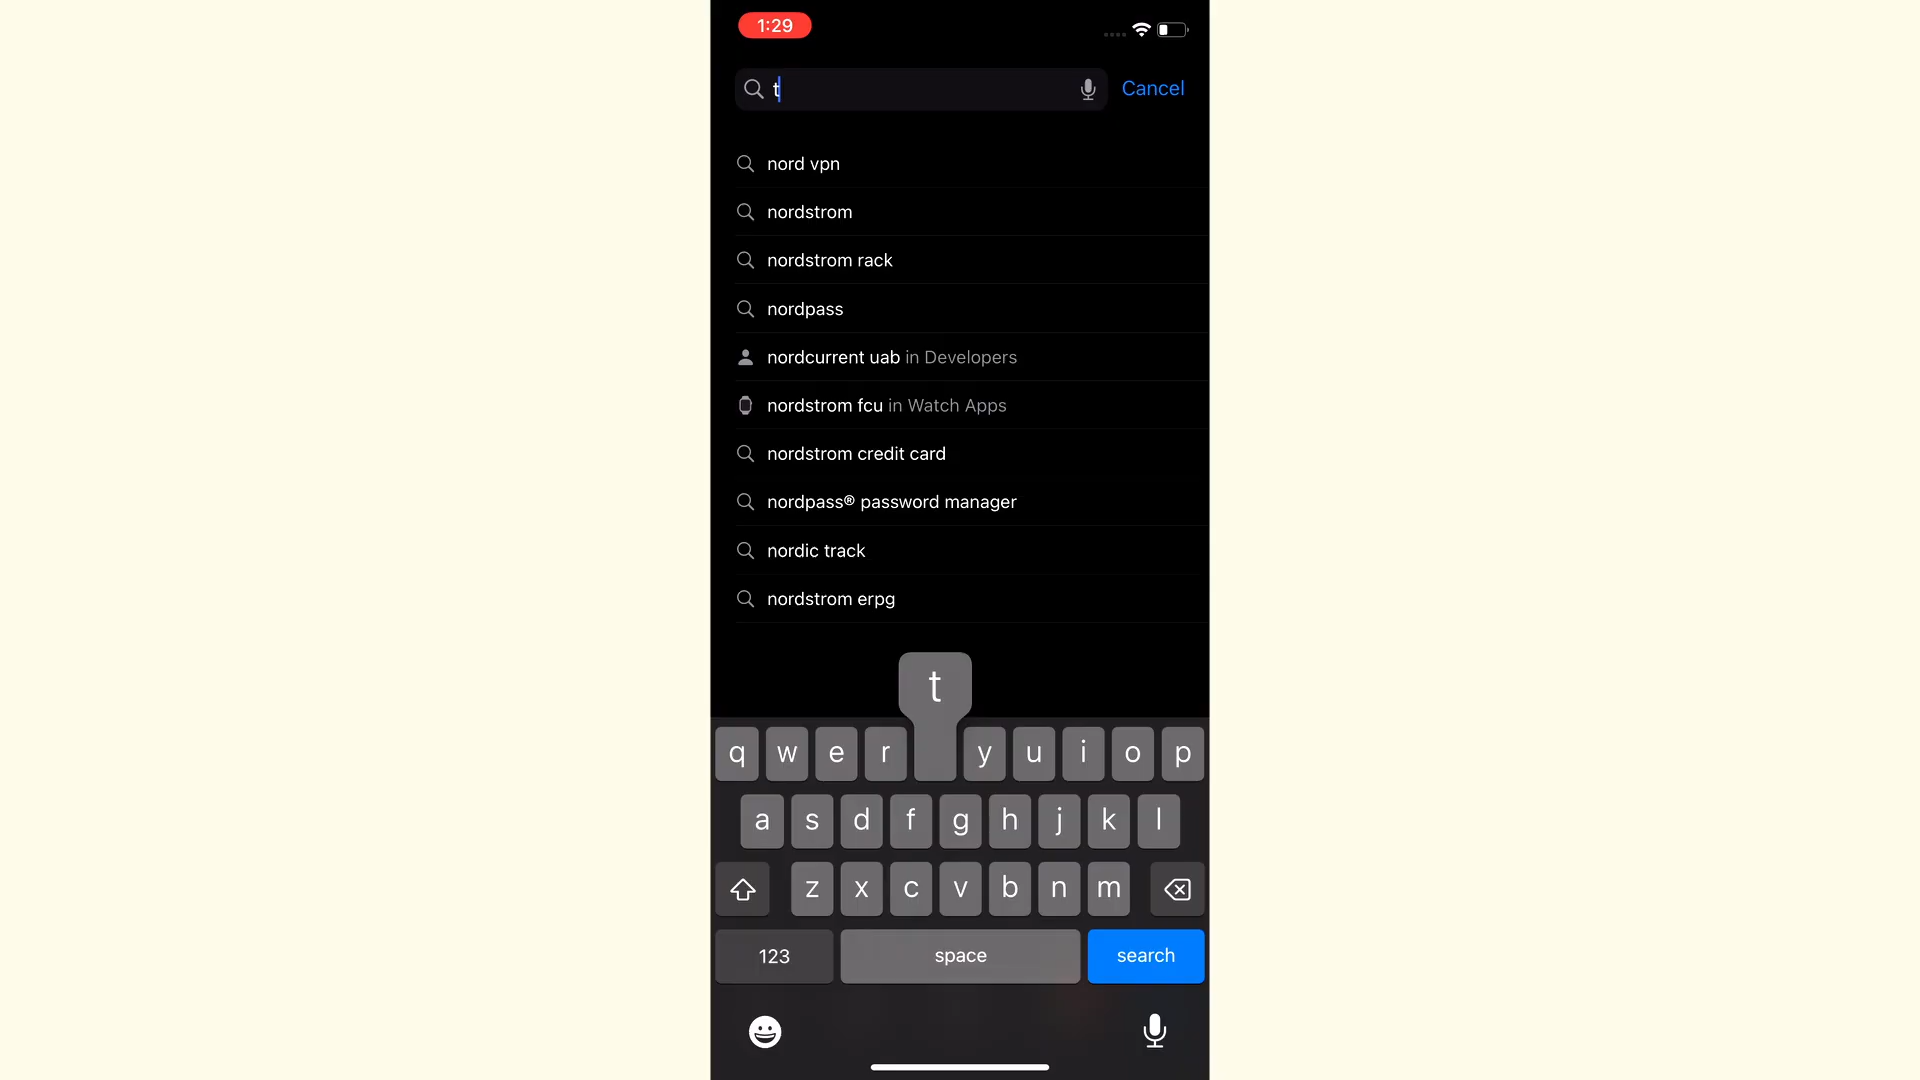 1:29
t
Cancel
nord vpn
nordstrom
nordstrom rack
nordpass
nordcurrent uab in Developers
nordstrom fcu in Watch Apps
nordstrom credit card
nordpass® password manager
nordic track
nordstrom erpg
t
q w e r y u i o p
a s d f g h j k l
z x c v b n m
123 space search